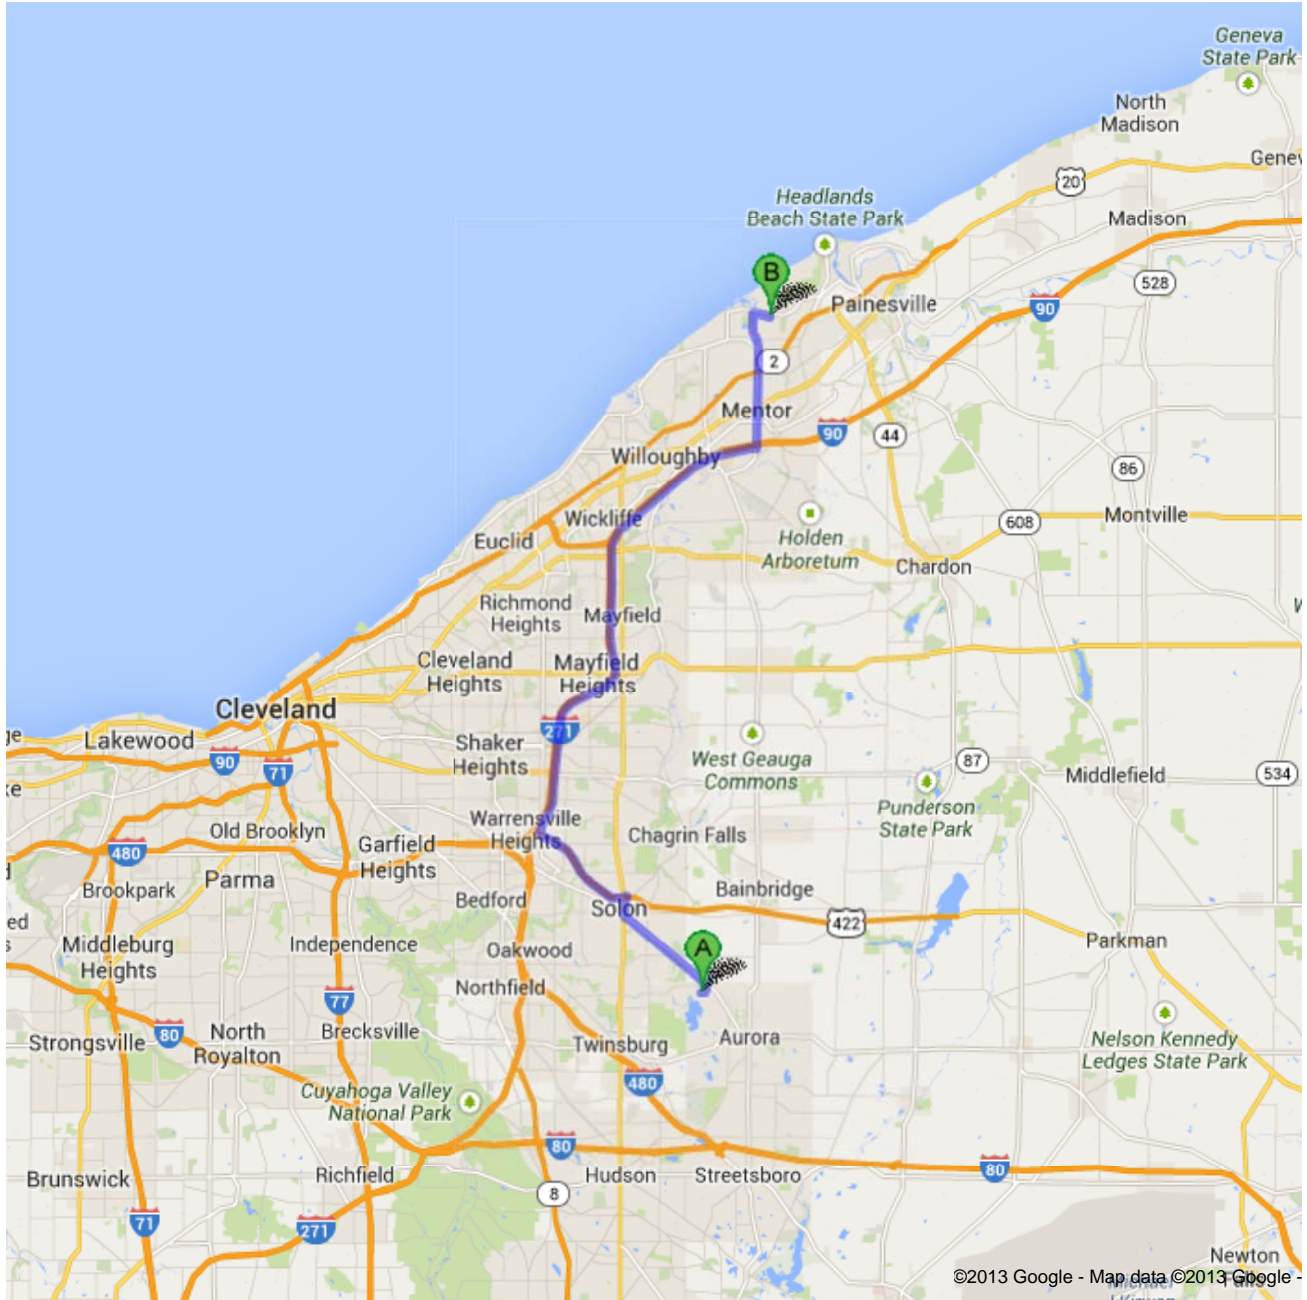 Geneva
State Park
North
Madison
Genev
20
Headlands
Beach State Park
Madison
B
528
Painesville
90
2
Mentor
90
44
Willoughby
86
Wickliffe
608
Montville
Euclid
Holden
Arboretum
Chardon
Richmond
Heights
Mayfield
Cleveland
Heights
Mayfield
Heights
Cleveland
271
Lakewood
Shaker
Heights
West Geauga
Commons
90
71
87
Middlefield
534
Punderson
State Park
Warrensville
Heights
Old Brooklyn
Chagrin Falls
Garfield
Heights
480
Parma
Brookpark
Bainbridge
Bedford
Solon
422
Middleburg
Heights
Independence
Oakwood
A
Parkman
Northfield
77
80
Strongsville
North
Royalton
Brecksville
Twinsburg
Aurora
Nelson Kennedy
Ledges State Park
480
Cuyahoga Valley
National Park
80
Brunswick
Richfield
Hudson
Streetsboro
80
8
71
271
Newton
Falls
©2013 Google - Map data ©2013 Google -